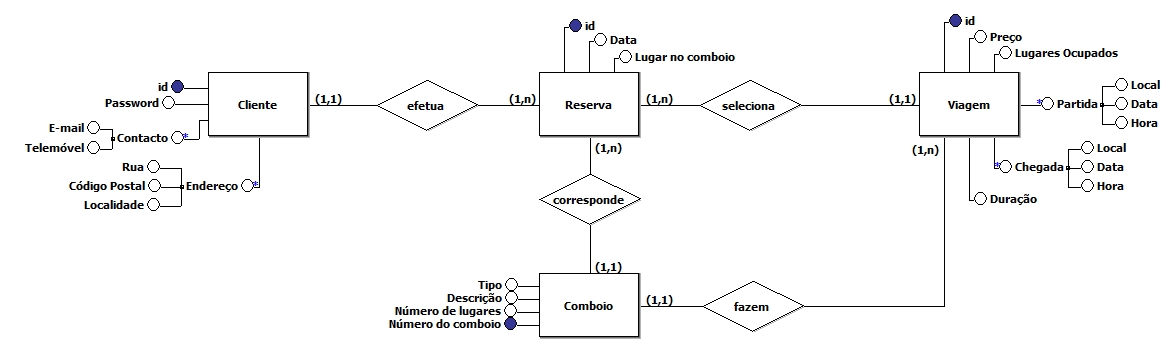 id
Password
E-mail
Telemóvel
Contacto
*
Rua
Código Postal
Localidade
Endereço
*
Cliente
(1,1)
efetua
(1,n)
id
Data
Lugar no comboio
Reserva
(1,n)
seleciona
(1,1)
id
Preço
Lugares Ocupados
Viagem
*
Partida
Local
Data
Hora
*
Chegada
Local
Data
Hora
Duração
(1,n)
(1,n)
corresponde
(1,1)
Tipo
Descrição
Número de lugares
Número do comboio
Comboio
(1,1)
fazem